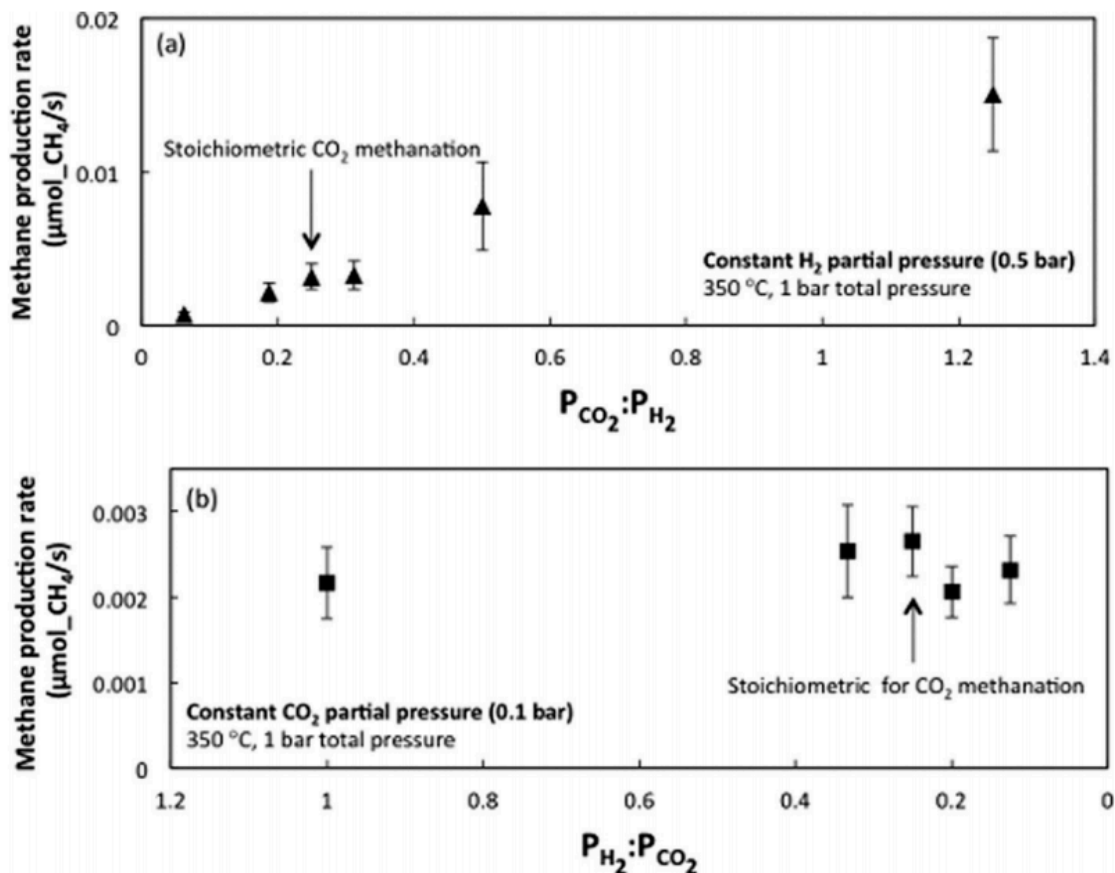 (a)
Methane production rate
(μmol_CH₄/s)
0.02
0.01
0
Stoichiometric CO₂ methanation
Constant H₂ partial pressure (0.5 bar)
350 °C, 1 bar total pressure
0 0.2 0.4 0.6 0.8 1 1.2 1.4
P_CO₂:P_H₂
(b)
Methane production rate
(μmol_CH₄/s)
0.003
0.002
0.001
0
Stoichiometric for CO₂ methanation
Constant CO₂ partial pressure (0.1 bar)
350 °C, 1 bar total pressure
1.2 1 0.8 0.6 0.4 0.2 0
P_H₂:P_CO₂